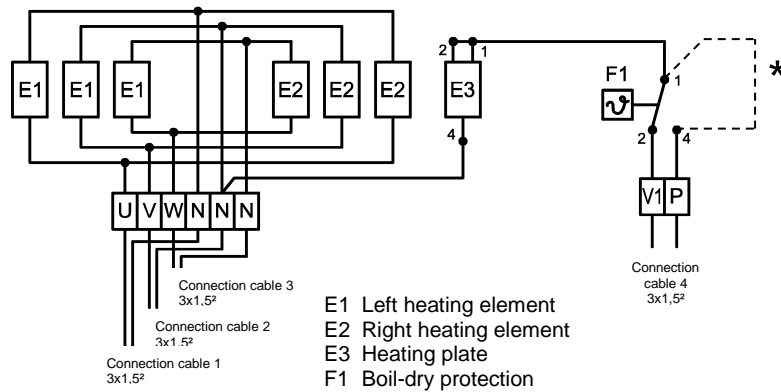 2 1
E1 E1 E1 E2 E2 E2 E3 F1 1 *
ϑ
4 2 4
U V W N N N V1 P
Connection cable 3
3x1,5²
Connection cable 2
3x1,5²
Connection cable 1
3x1,5²
Connection
cable 4
3x1,5²
E1 Left heating element
E2 Right heating element
E3 Heating plate
F1 Boil-dry protection